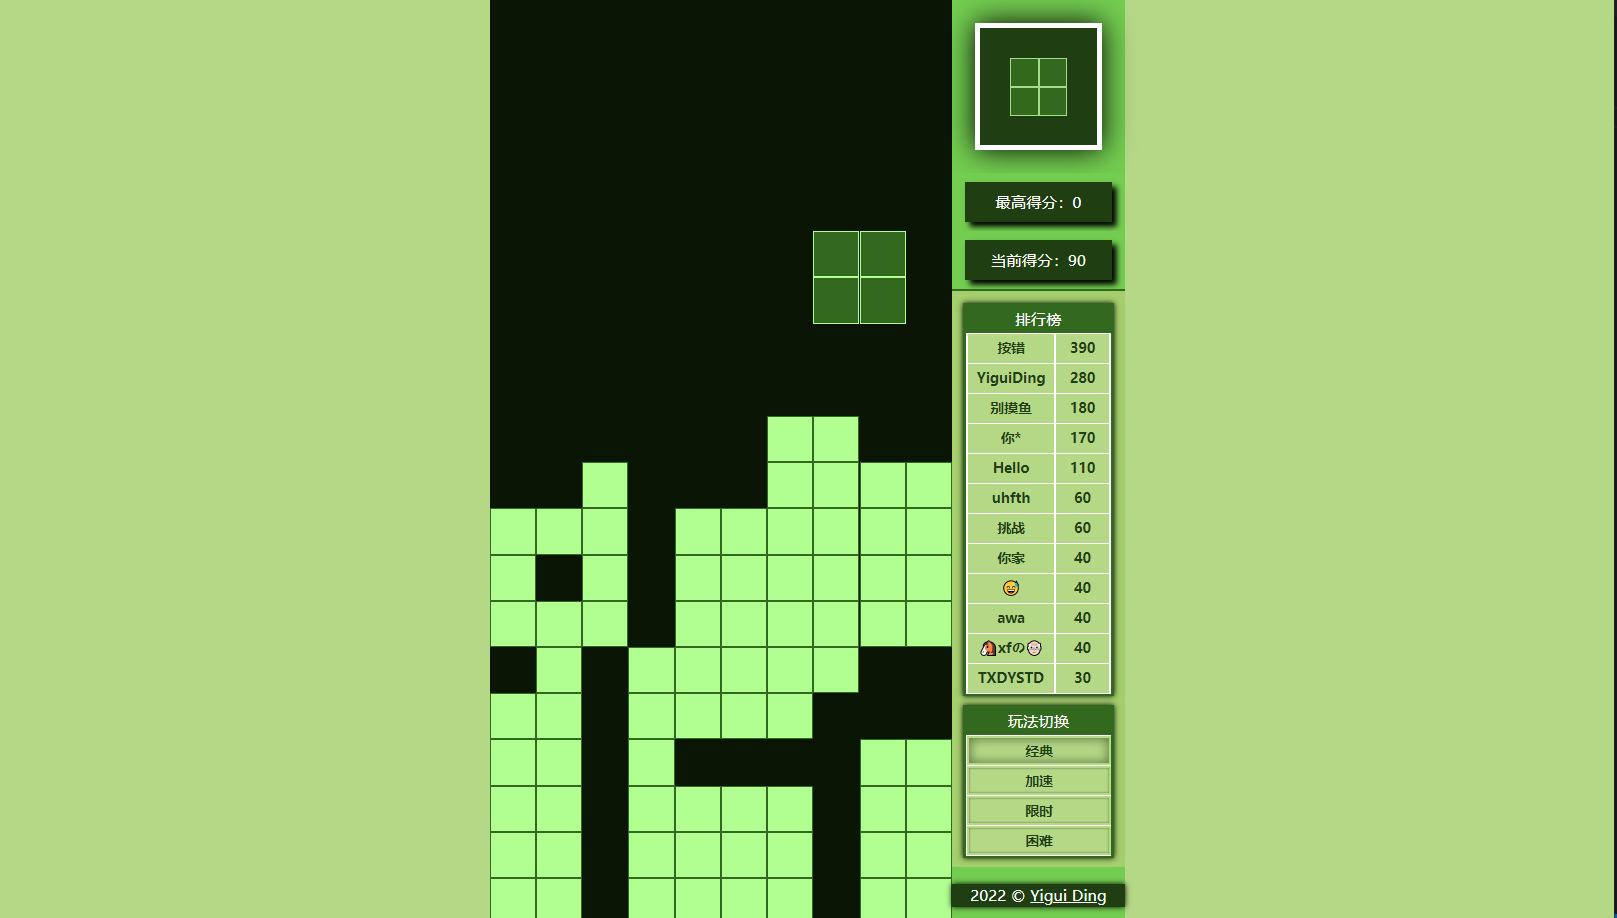 最高得分：0
当前得分：90
排行榜
按错 390
YiguiDing 280
别摸鱼 180
你* 170
Hello 110
uhfth 60
挑战 60
你家 40
😅 40
awa 40
xfの 40
TXDYSTD 30
玩法切换
经典
加速
限时
困难
2022 © Yigui Ding